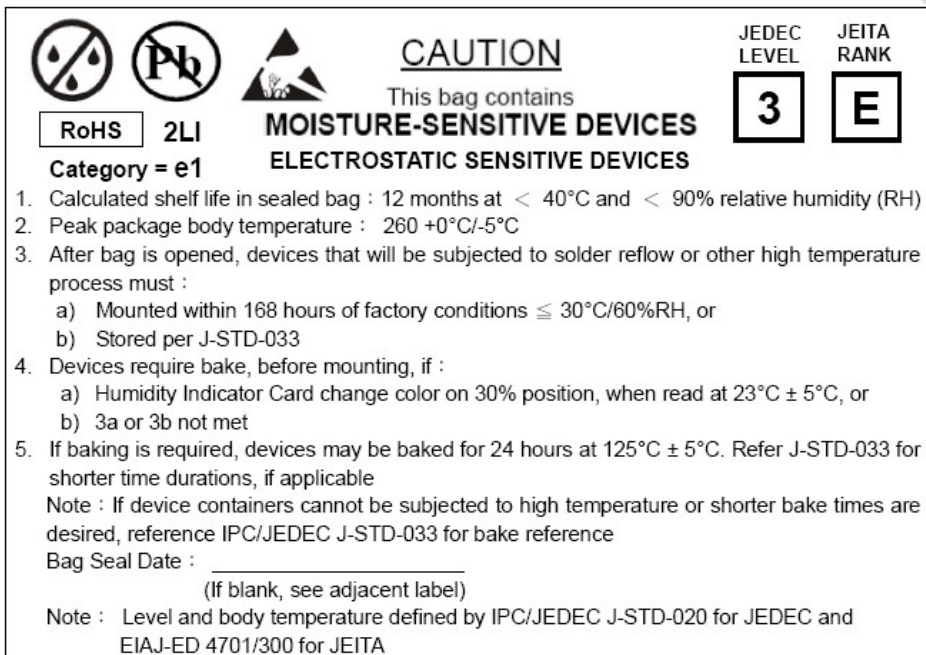 Pb
CAUTION
JEDEC LEVEL
JEITA RANK
This bag contains
3
E
RoHS 2LI
MOISTURE-SENSITIVE DEVICES
Category = e1
ELECTROSTATIC SENSITIVE DEVICES
1. Calculated shelf life in sealed bag : 12 months at < 40°C and < 90% relative humidity (RH)
2. Peak package body temperature : 260 +0°C/-5°C
3. After bag is opened, devices that will be subjected to solder reflow or other high temperature
process must :
a) Mounted within 168 hours of factory conditions ≦ 30°C/60%RH, or
b) Stored per J-STD-033
4. Devices require bake, before mounting, if :
a) Humidity Indicator Card change color on 30% position, when read at 23°C ± 5°C, or
b) 3a or 3b not met
5. If baking is required, devices may be baked for 24 hours at 125°C ± 5°C. Refer J-STD-033 for
shorter time durations, if applicable
Note : If device containers cannot be subjected to high temperature or shorter bake times are
desired, reference IPC/JEDEC J-STD-033 for bake reference
Bag Seal Date :
(If blank, see adjacent label)
Note : Level and body temperature defined by IPC/JEDEC J-STD-020 for JEDEC and
EIAJ-ED 4701/300 for JEITA